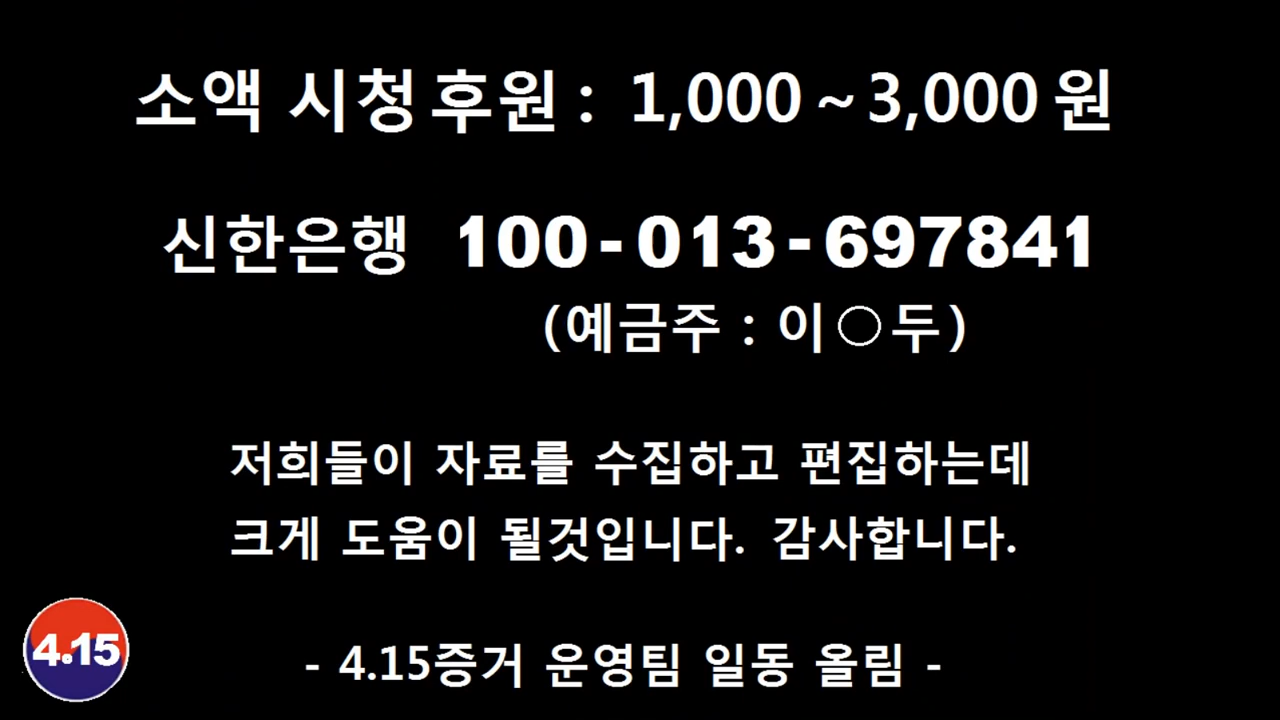 소액 시청후원 : 1,000 ~ 3,000 원
신한은행 100-013-697841
(예금주 : 이○두)
저희들이 자료를 수집하고 편집하는데
크게 도움이 될것입니다. 감사합니다.
4.15
- 4.15증거 운영팀 일동 올림 -